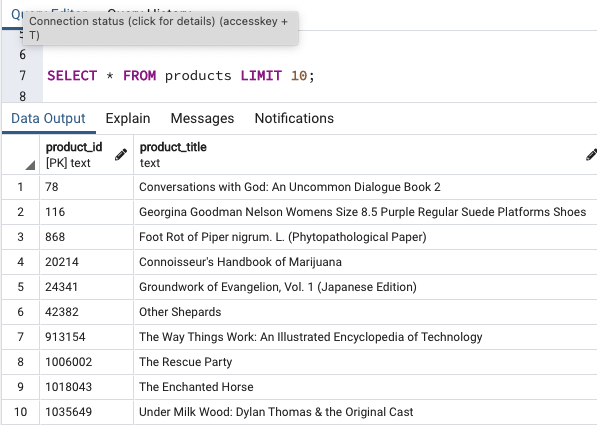 Connection status (click for details) (accesskey +
T)
5
6
7 SELECT * FROM products LIMIT 10;
8
Data Output Explain Messages Notifications
product_id product_title
[PK] text text
1 78 Conversations with God: An Uncommon Dialogue Book 2
2 116 Georgina Goodman Nelson Womens Size 8.5 Purple Regular Suede Platforms Shoes
3 868 Foot Rot of Piper nigrum. L. (Phytopathological Paper)
4 20214 Connoisseur's Handbook of Marijuana
5 24341 Groundwork of Evangelion, Vol. 1 (Japanese Edition)
6 42382 Other Shepards
7 913154 The Way Things Work: An Illustrated Encyclopedia of Technology
8 1006002 The Rescue Party
9 1018043 The Enchanted Horse
10 1035649 Under Milk Wood: Dylan Thomas & the Original Cast